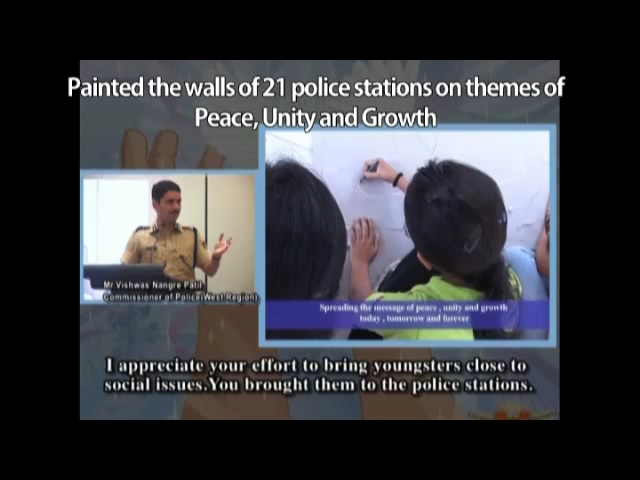 Painted the walls of 21 police stations on themes of
Peace, Unity and Growth
Mr.Vishwas Nangre Patil
Commissioner of Police(West Region)
Spreading the message of peace , unity and growth
today , tomorrow and forever
I appreciate your effort to bring youngsters close to
social issues.You brought them to the police stations.